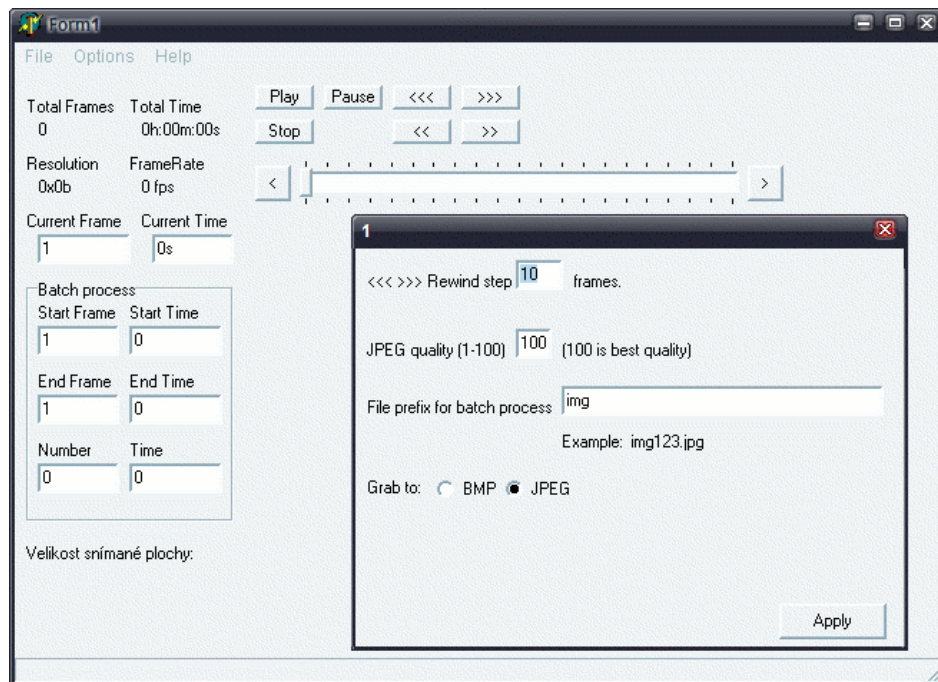 Form1
File Options Help
Total Frames Total Time
0 0h:00m:00s
Play Pause <<< >>>
Stop << >>
Resolution FrameRate
0x0b 0 fps
< >
Current Frame Current Time
1 0s
Batch process
Start Frame Start Time
1 0
End Frame End Time
1 0
Number Time
0 0
Velikost snímané plochy:
1
<<< >>> Rewind step 10 frames.
JPEG quality (1-100) 100 (100 is best quality)
File prefix for batch process img
Example: img123.jpg
Grab to: BMP JPEG
Apply